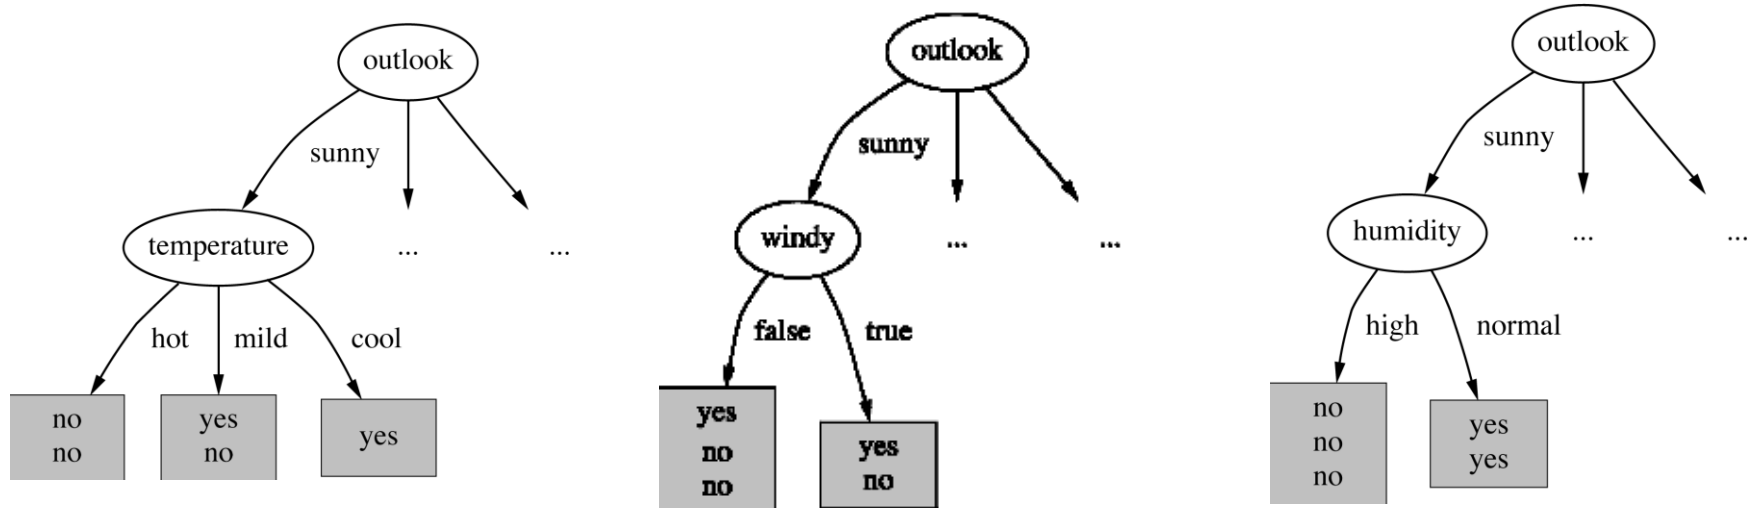 outlook
sunny
temperature
...
...
hot
mild
cool
no
no
yes
no
yes
outlook
sunny
windy
...
...
false
true
yes
no
no
yes
no
outlook
sunny
humidity
...
...
high
normal
no
no
no
yes
yes